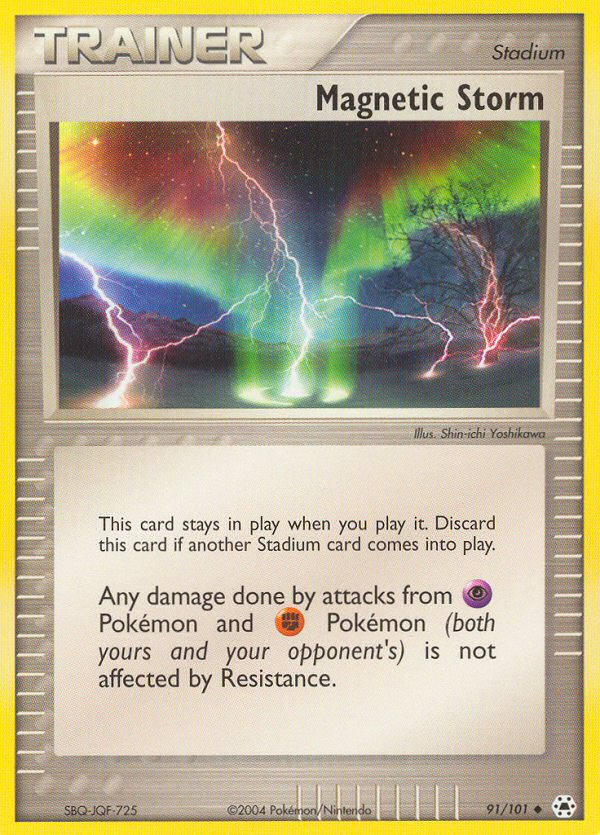 TRAINER
Stadium
Magnetic Storm
Illus. Shin-ichi Yoshikawa
This card stays in play when you play it. Discard
this card if another Stadium card comes into play.
Any damage done by attacks from
Pokémon and Pokémon (both
yours and your opponent's) is not
affected by Resistance.
SBQ-JQF-725
©2004 Pokémon/Nintendo
91/101